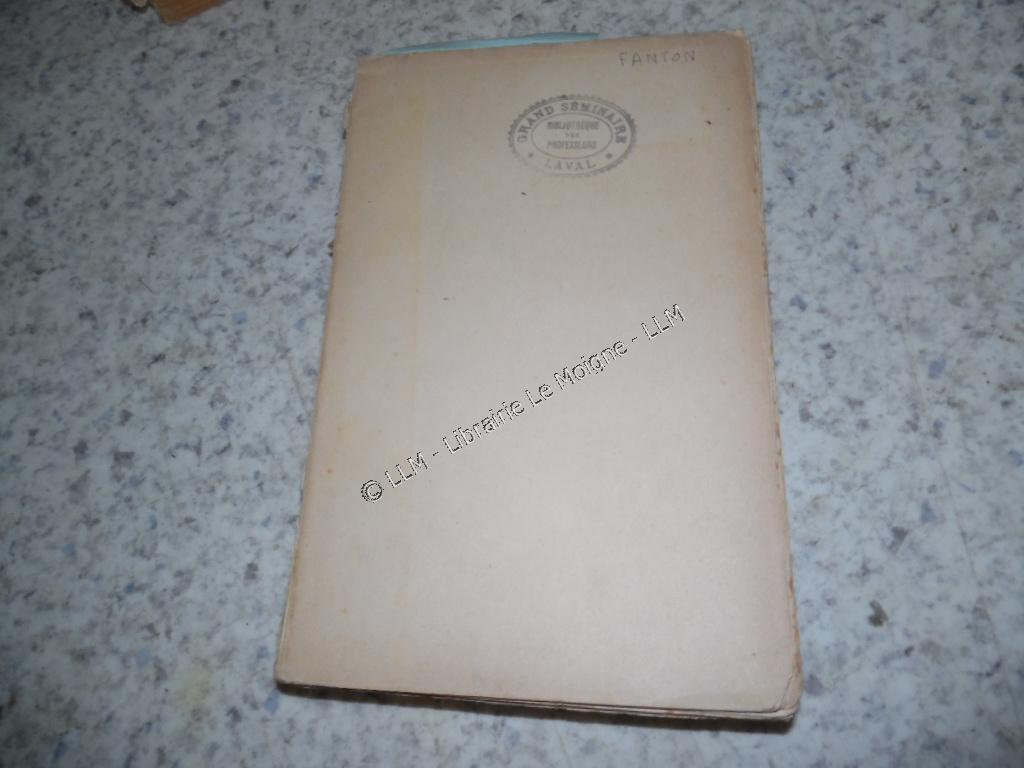 FANTON
GRAND SÉMINAIRE
BIBLIOTHÈQUE
DES
PROFESSEURS
LAVAL
© LLM - Librairie Le Moigne - LLM